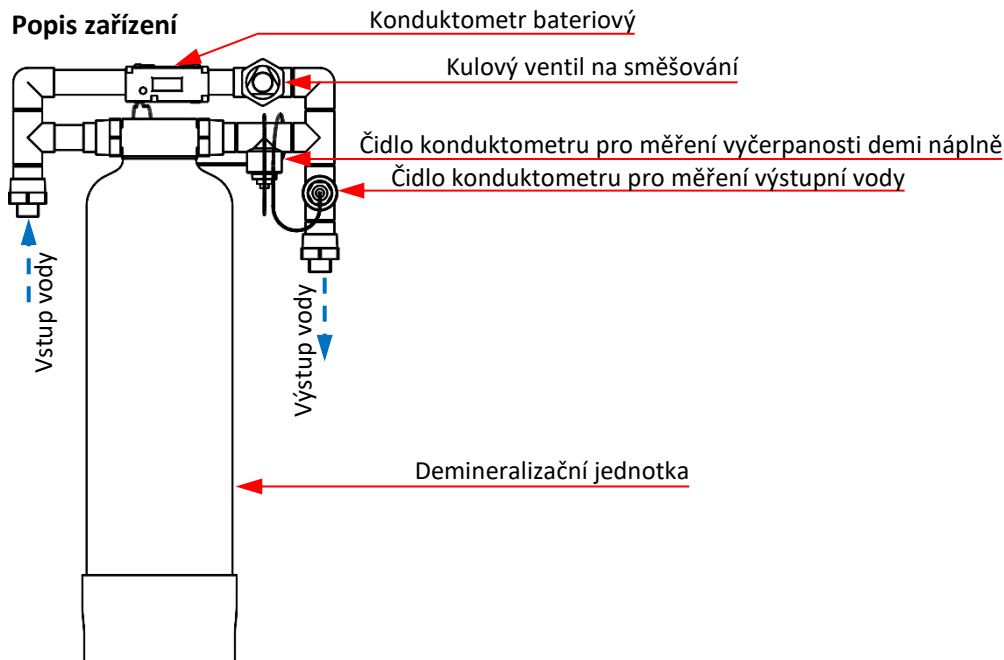 Popis zařízení
Konduktometr bateriový
Kulový ventil na směšování
Čidlo konduktometru pro měření vyčerpanosti demi náplně
Čidlo konduktometru pro měření výstupní vody
Vstup vody
Výstup vody
Demineralizační jednotka